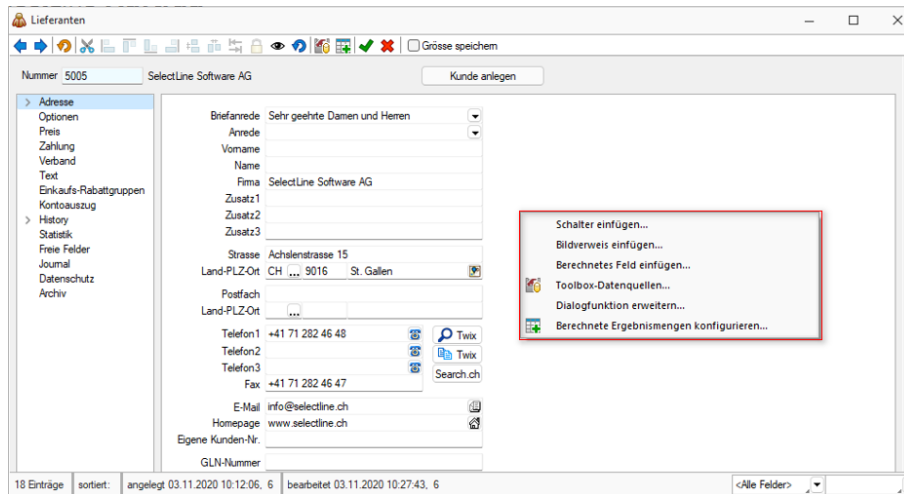 Lieferanten
Grösse speichern
Nummer 5005 SelectLine Software AG Kunde anlegen
Adresse
Optionen
Preis
Zahlung
Verband
Text
Einkaufs-Rabattgruppen
Kontoauszug
History
Statistik
Freie Felder
Journal
Datenschutz
Archiv
Briefanrede Sehr geehrte Damen und Herren
Anrede
Vorname
Name
Firma SelectLine Software AG
Zusatz1
Zusatz2
Zusatz3
Strasse Achslenstrasse 15
Land-PLZ-Ort CH ... 9016 St. Gallen
Postfach
Land-PLZ-Ort ...
Telefon1 +41 71 282 46 48 Twix
Telefon2 Twix
Telefon3 Search.ch
Fax +41 71 282 46 47
E-Mail info@selectline.ch
Homepage www.selectline.ch
Eigene Kunden-Nr.
GLN-Nummer
Schalter einfügen...
Bildverweis einfügen...
Berechnetes Feld einfügen...
Toolbox-Datenquellen...
Dialogfunktion erweitern...
Berechnete Ergebnismengen konfigurieren...
18 Einträge sortiert: angelegt 03.11.2020 10:12:06, 6 bearbeitet 03.11.2020 10:27:43, 6 <Alle Felder>